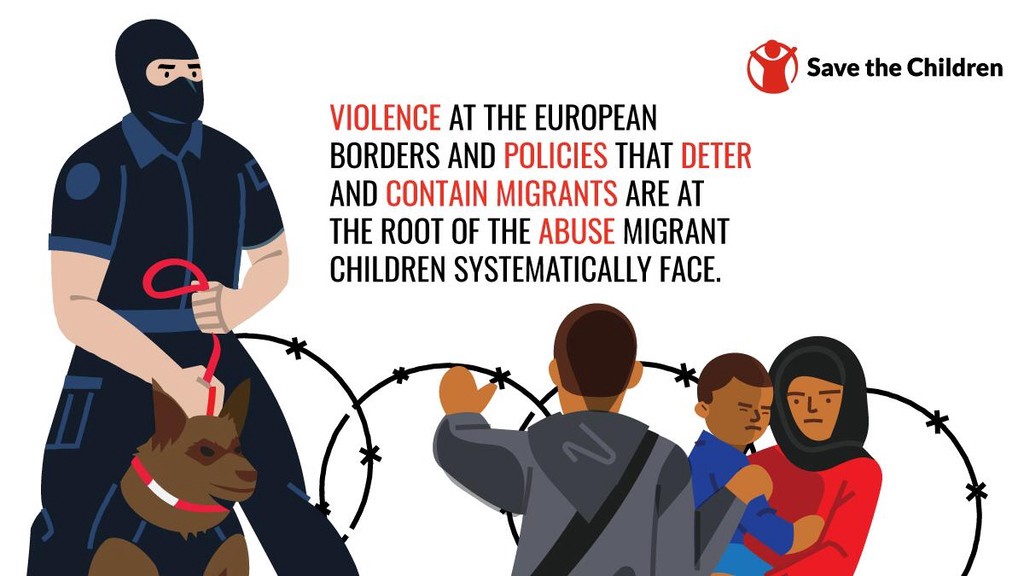 Save the Children
VIOLENCE AT THE EUROPEAN
BORDERS AND POLICIES THAT DETER
AND CONTAIN MIGRANTS ARE AT
THE ROOT OF THE ABUSE MIGRANT
CHILDREN SYSTEMATICALLY FACE.